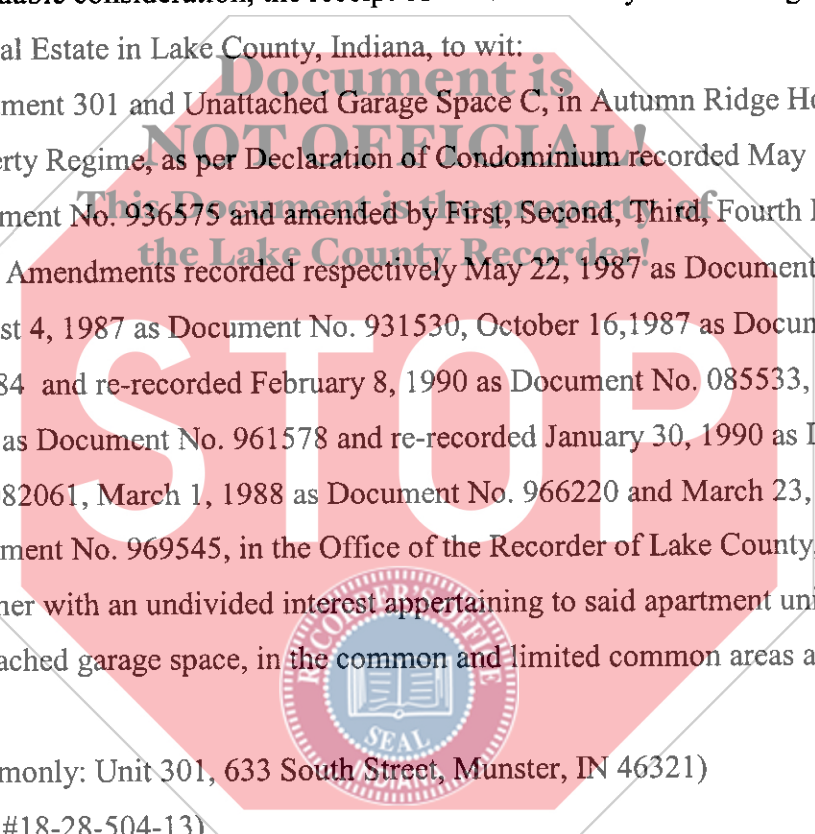 al Estate in Lake County, Indiana, to wit:
Document is
ment 301 and Unattached Garage Space C, in Autumn Ridge Ho
NOT OFFICIAL!
erty Regime, as per Declaration of Condominium recorded May
This Document is the property of
ment No. 936575 and amended by First, Second, Third, Fourth
the Lake County Recorder!
Amendments recorded respectively May 22, 1987 as Document
st 4, 1987 as Document No. 931530, October 16,1987 as Docum
84 and re-recorded February 8, 1990 as Document No. 085533,
STOP
as Document No. 961578 and re-recorded January 30, 1990 as D
82061, March 1, 1988 as Document No. 966220 and March 23,
ment No. 969545, in the Office of the Recorder of Lake County,
her with an undivided interest appertaining to said apartment uni
ached garage space, in the common and limited common areas a
RECORDER'S OFFICE
SEAL
INDIANA
monly: Unit 301, 633 South Street, Munster, IN 46321)
#18-28-504-13)